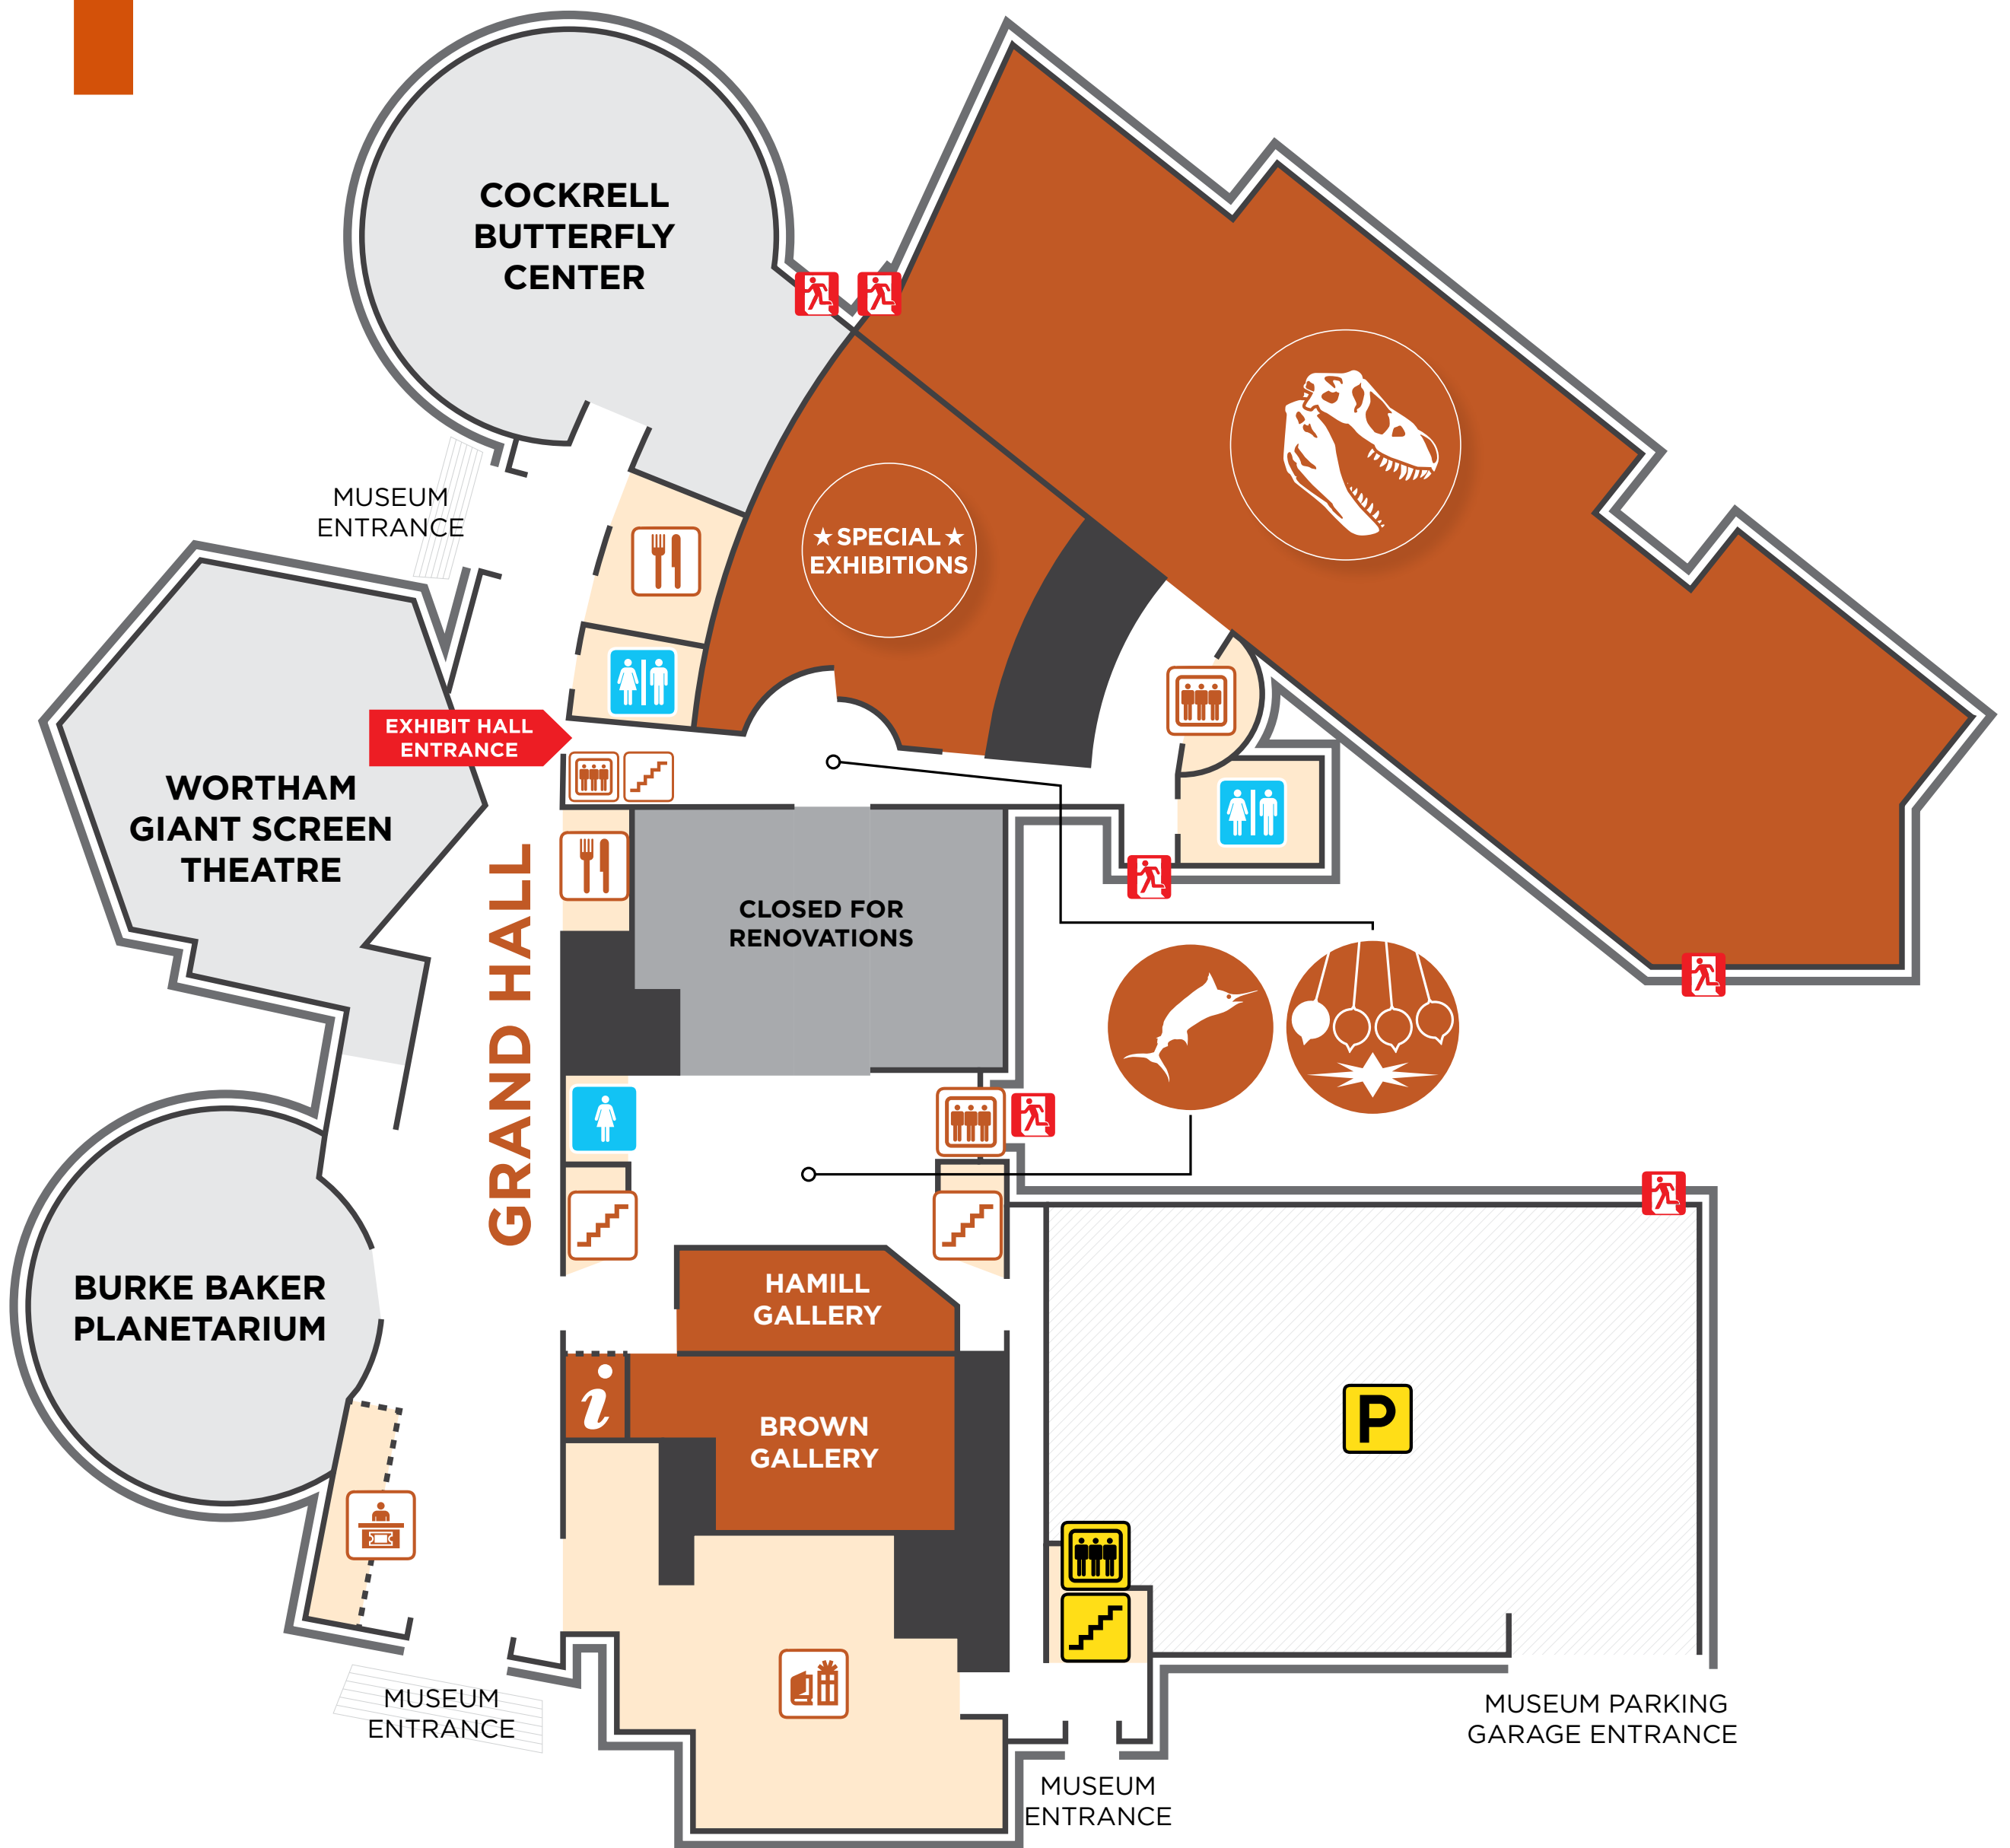 COCKRELL
BUTTERFLY
CENTER
MUSEUM
ENTRANCE
★ SPECIAL ★
EXHIBITIONS
EXHIBIT HALL
ENTRANCE
WORTHAM
GIANT SCREEN
THEATRE
GRAND HALL
CLOSED FOR
RENOVATIONS
BURKE BAKER
PLANETARIUM
HAMILL
GALLERY
i
BROWN
GALLERY
P
MUSEUM
ENTRANCE
MUSEUM PARKING
GARAGE ENTRANCE
MUSEUM
ENTRANCE